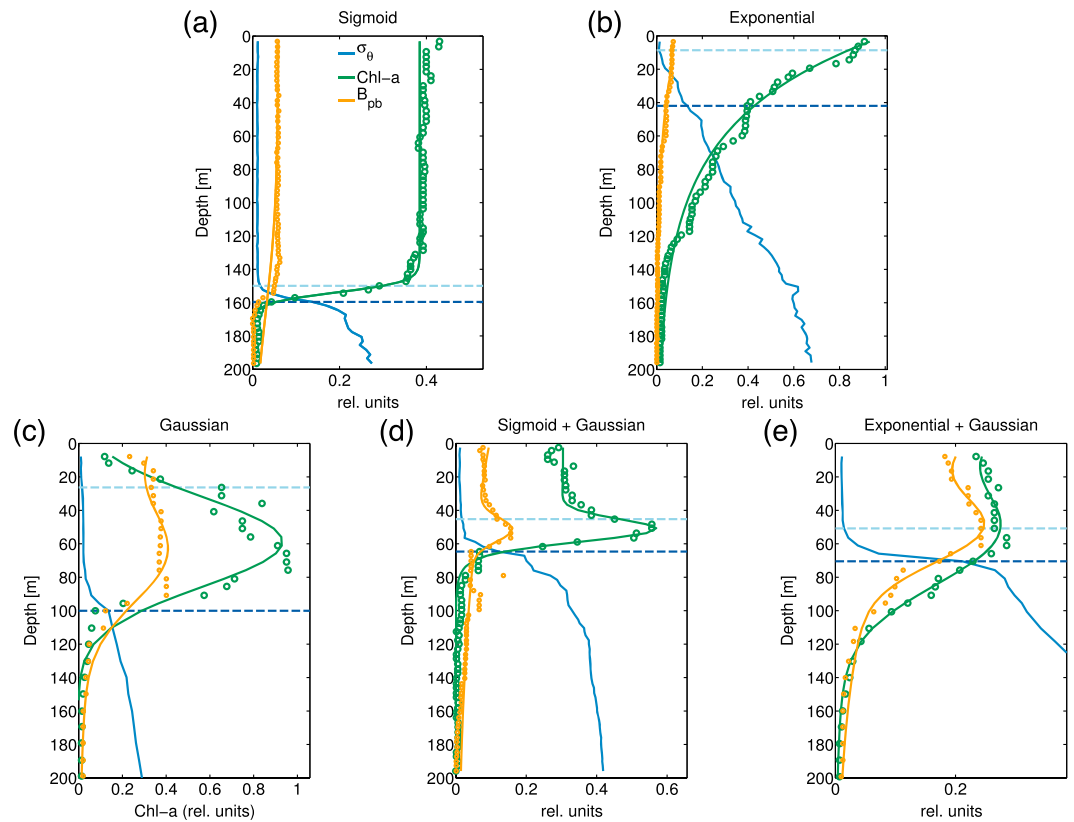 (a) Sigmoid
σθ
Chl–a
Bpb
0
20
40
60
80
100
120
140
160
180
200
Depth [m]
0 0.2 0.4
rel. units
(b) Exponential
0
20
40
60
80
100
120
140
160
180
200
Depth [m]
0 0.2 0.4 0.6 0.8 1
rel. units
(c) Gaussian
0
20
40
60
80
100
120
140
160
180
200
Depth [m]
0 0.2 0.4 0.6 0.8 1
Chl–a (rel. units)
(d) Sigmoid + Gaussian
0
20
40
60
80
100
120
140
160
180
200
Depth [m]
0 0.2 0.4 0.6
rel. units
(e) Exponential + Gaussian
0
20
40
60
80
100
120
140
160
180
200
Depth [m]
0.2
rel. units